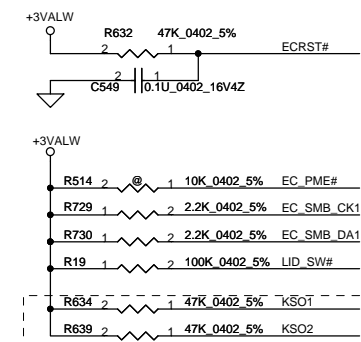 +3VALW
R632 47K_0402_5%
2 1 ECRST#
2 1
C549 0.1U_0402_16V4Z
+3VALW
R514 2 @ 1 10K_0402_5% EC_PME#
R729 1 2 2.2K_0402_5% EC_SMB_CK1
R730 1 2 2.2K_0402_5% EC_SMB_DA1
R19 1 2 100K_0402_5% LID_SW#
R634 2 1 47K_0402_5% KSO1
R639 2 1 47K_0402_5% KSO2